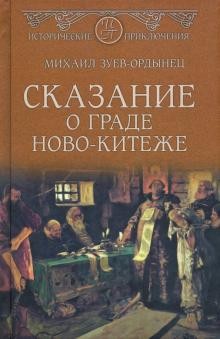 ИСТОРИЧЕСКИЕ ПРИКЛЮЧЕНИЯ
МИХАИЛ ЗУЕВ-ОРДЫНЕЦ
СКАЗАНИЕ
О ГРАДЕ
НОВО-КИТЕЖЕ